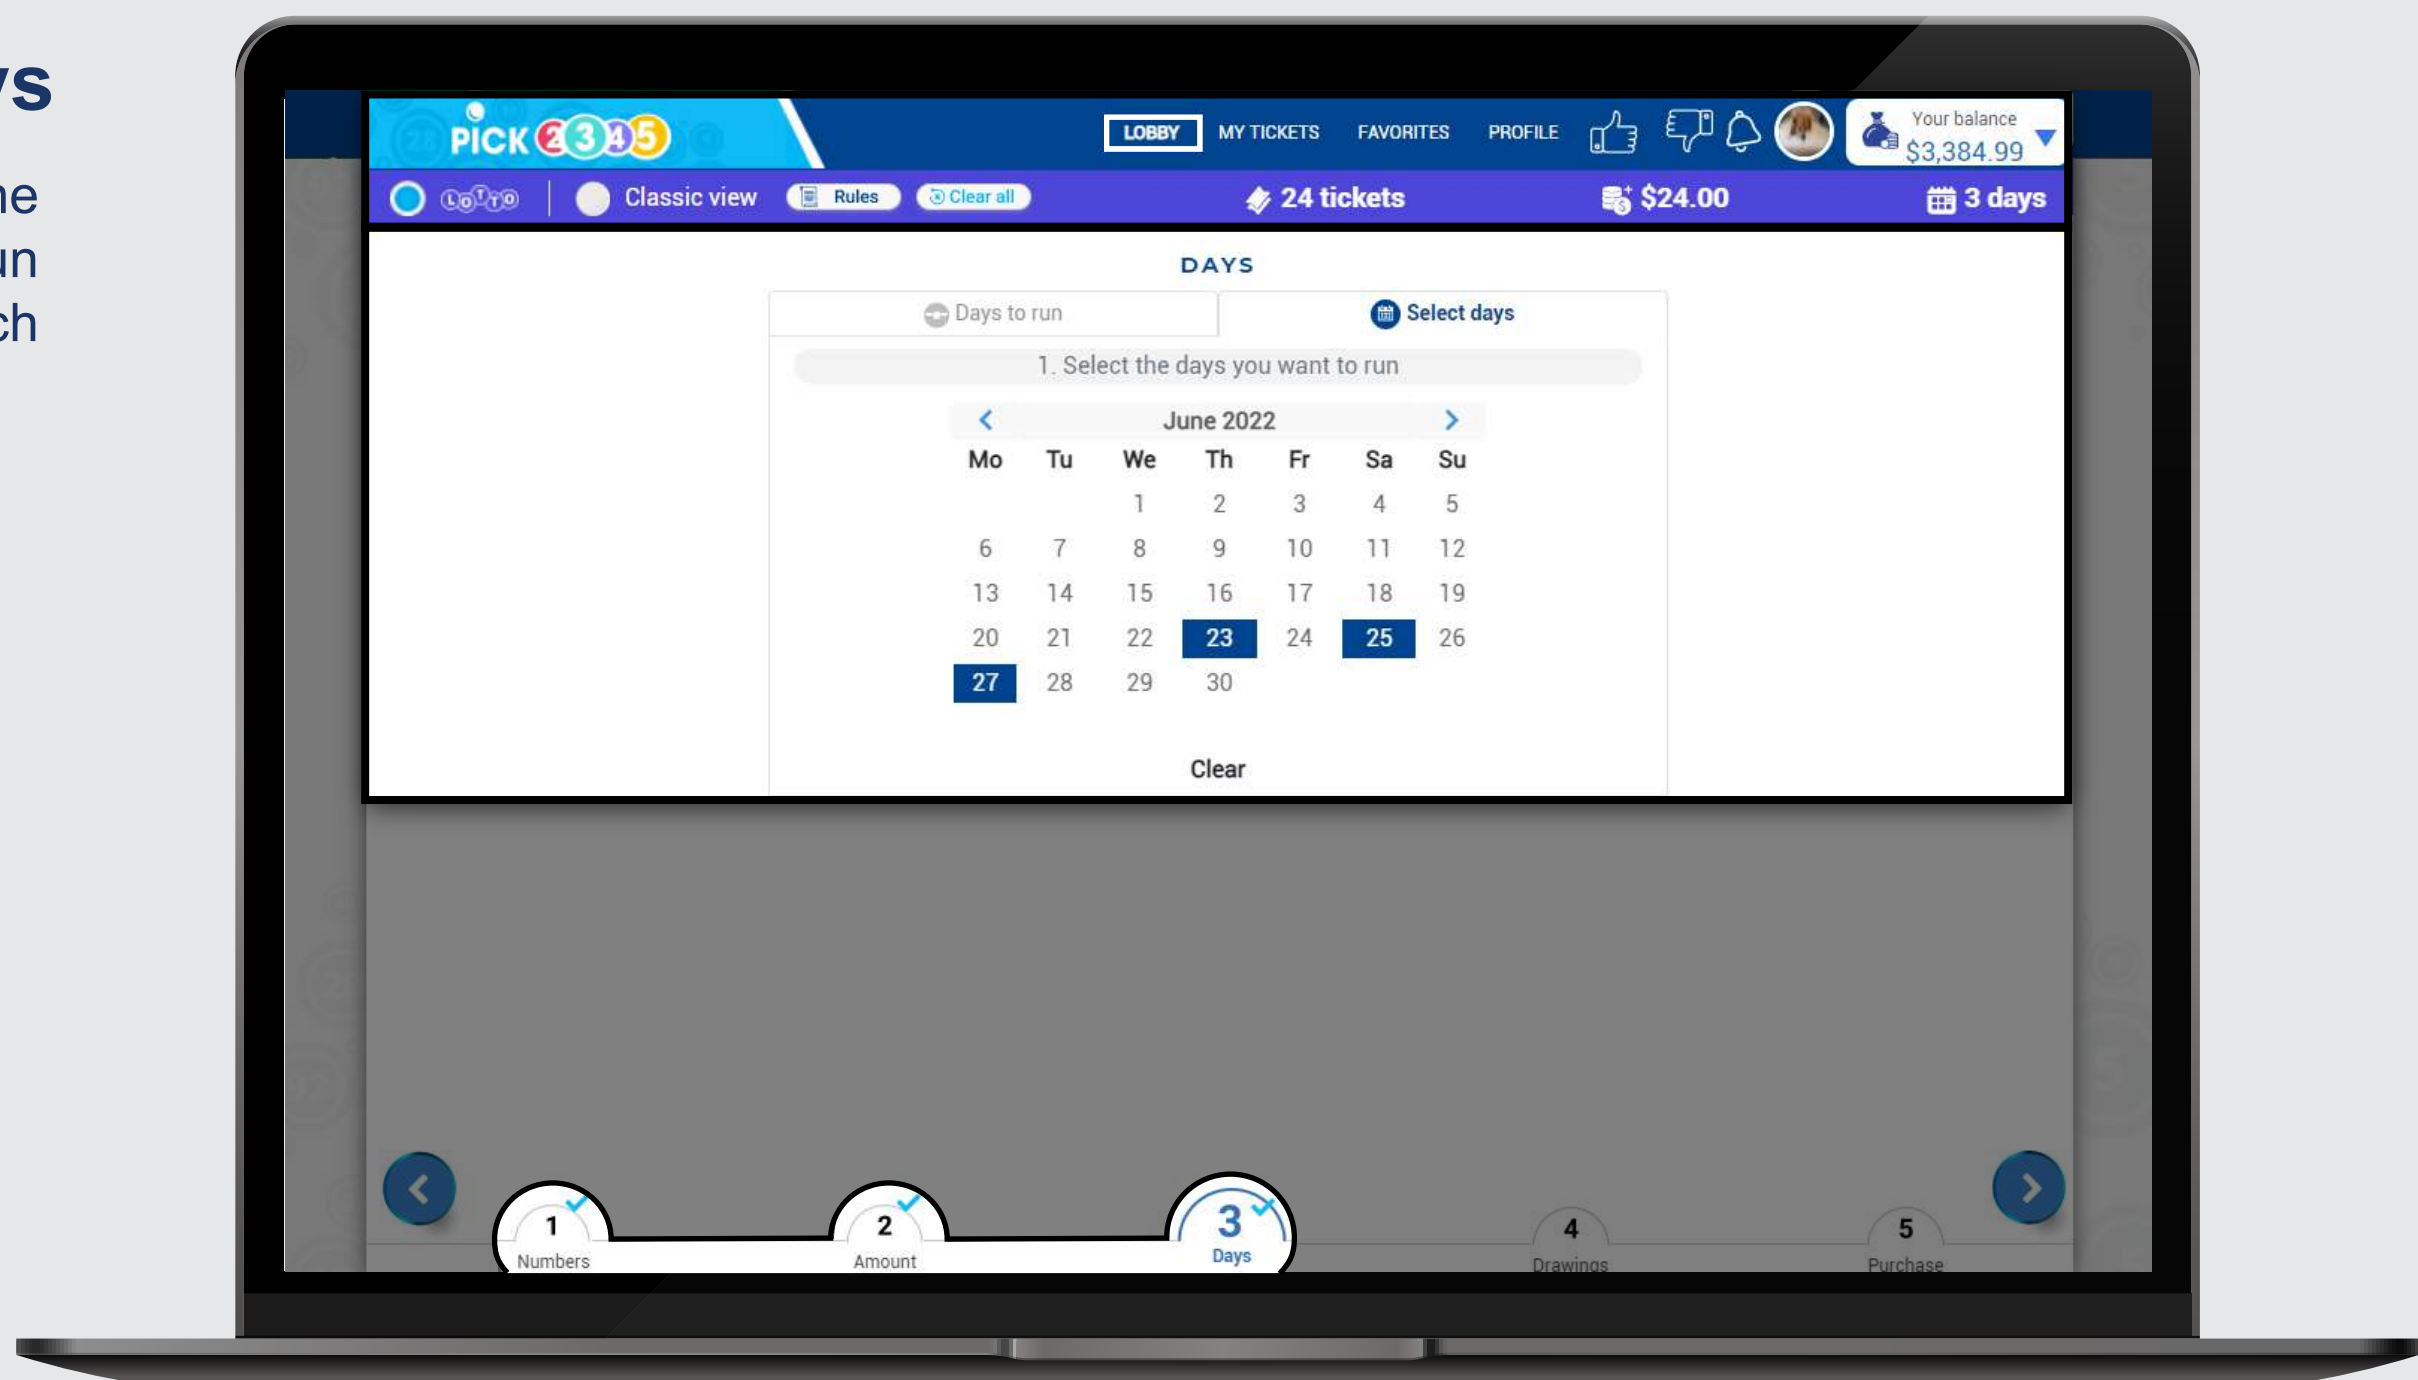 ys
ne
un
ch
PICK 2345
LOBBY MY TICKETS FAVORITES PROFILE
Your balance
$3,384.99
LOTTO Classic view Rules Clear all 24 tickets $24.00 3 days
DAYS
Days to run Select days
1. Select the days you want to run
June 2022
Mo Tu We Th Fr Sa Su
1 2 3 4 5
6 7 8 9 10 11 12
13 14 15 16 17 18 19
20 21 22 23 24 25 26
27 28 29 30
Clear
1 2 3 4 5
Numbers Amount Days Drawings Purchase